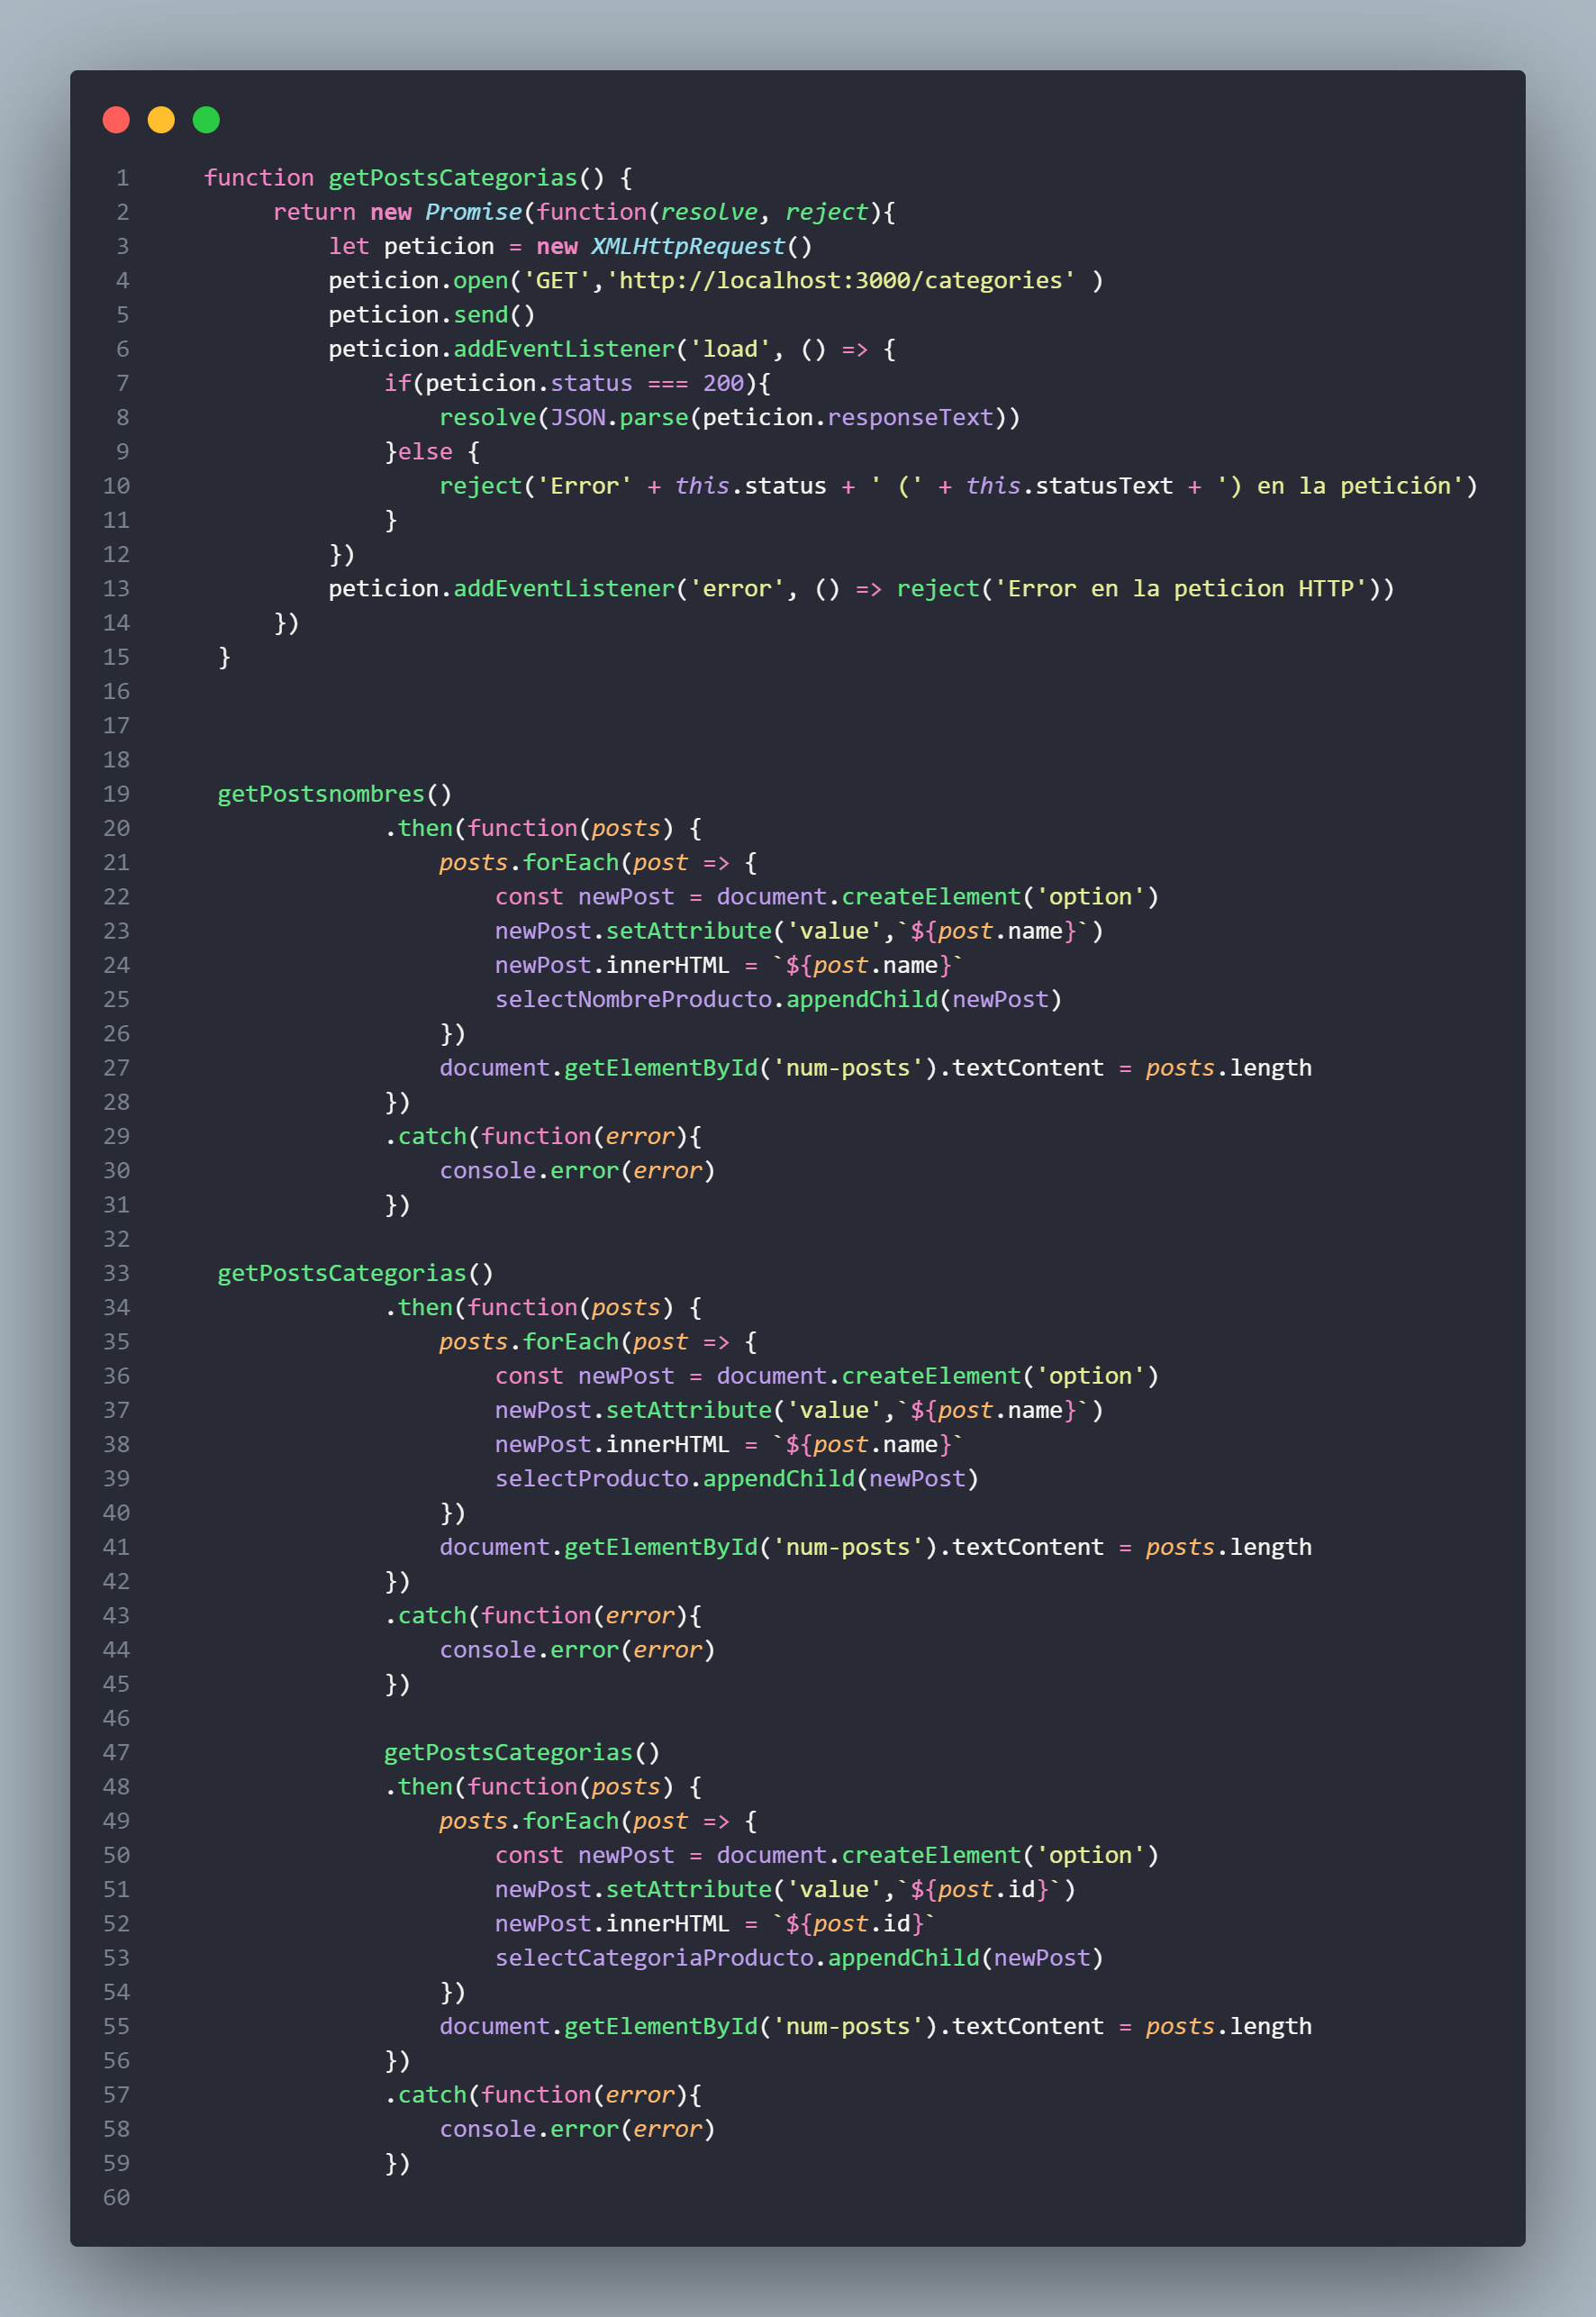 1 function getPostsCategorias() {
2 return new Promise(function(resolve, reject){
3 let peticion = new XMLHttpRequest()
4 peticion.open('GET','http://localhost:3000/categories' )
5 peticion.send()
6 peticion.addEventListener('load', () => {
7 if(peticion.status === 200){
8 resolve(JSON.parse(peticion.responseText))
9 }else {
10 reject('Error' + this.status + ' (' + this.statusText + ') en la petición')
11 }
12 })
13 peticion.addEventListener('error', () => reject('Error en la peticion HTTP'))
14 })
15 }
16
17
18
19 getPostsnombres()
20 .then(function(posts) {
21 posts.forEach(post => {
22 const newPost = document.createElement('option')
23 newPost.setAttribute('value',`${post.name}`)
24 newPost.innerHTML = `${post.name}`
25 selectNombreProducto.appendChild(newPost)
26 })
27 document.getElementById('num-posts').textContent = posts.length
28 })
29 .catch(function(error){
30 console.error(error)
31 })
32
33 getPostsCategorias()
34 .then(function(posts) {
35 posts.forEach(post => {
36 const newPost = document.createElement('option')
37 newPost.setAttribute('value',`${post.name}`)
38 newPost.innerHTML = `${post.name}`
39 selectProducto.appendChild(newPost)
40 })
41 document.getElementById('num-posts').textContent = posts.length
42 })
43 .catch(function(error){
44 console.error(error)
45 })
46
47 getPostsCategorias()
48 .then(function(posts) {
49 posts.forEach(post => {
50 const newPost = document.createElement('option')
51 newPost.setAttribute('value',`${post.id}`)
52 newPost.innerHTML = `${post.id}`
53 selectCategoriaProducto.appendChild(newPost)
54 })
55 document.getElementById('num-posts').textContent = posts.length
56 })
57 .catch(function(error){
58 console.error(error)
59 })
60